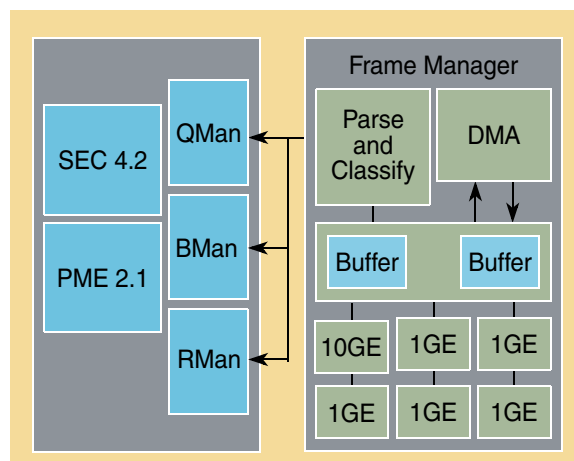 SEC 4.2
PME 2.1
QMan
BMan
RMan
Frame Manager
Parse
and
Classify
DMA
Buffer
Buffer
10GE
1GE
1GE
1GE
1GE
1GE